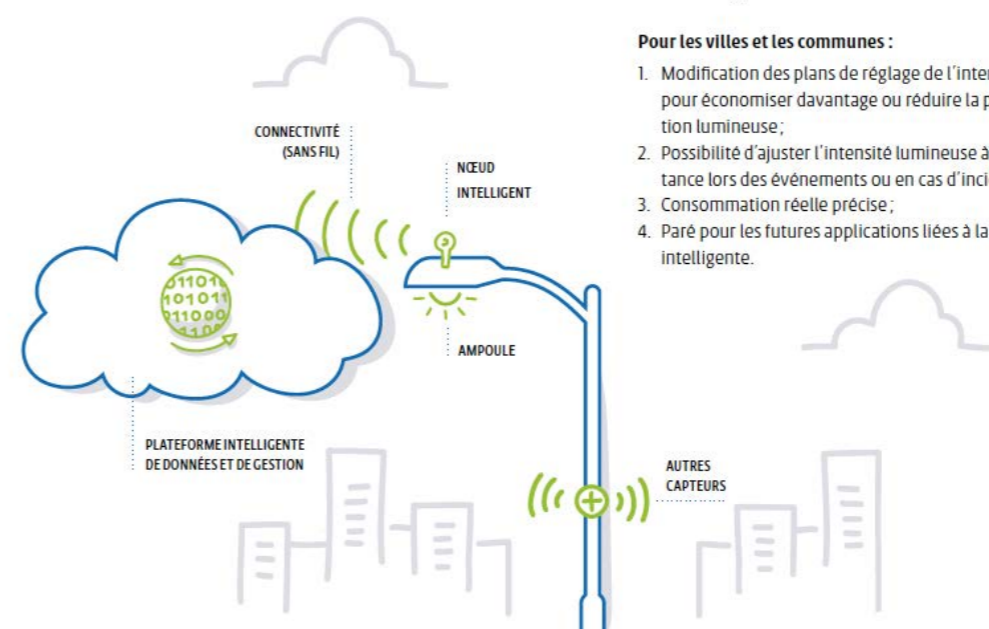 Pour les villes et les communes :
1. Modification des plans de réglage de l'inter
pour économiser davantage ou réduire la p
tion lumineuse ;
2. Possibilité d'ajuster l'intensité lumineuse à
tance lors des événements ou en cas d'inci
3. Consommation réelle précise ;
4. Paré pour les futures applications liées à la
intelligente.
CONNECTIVITÉ
(SANS FIL)
NŒUD
INTELLIGENT
AMPOULE
PLATEFORME INTELLIGENTE
DE DONNÉES ET DE GESTION
AUTRES
CAPTEURS